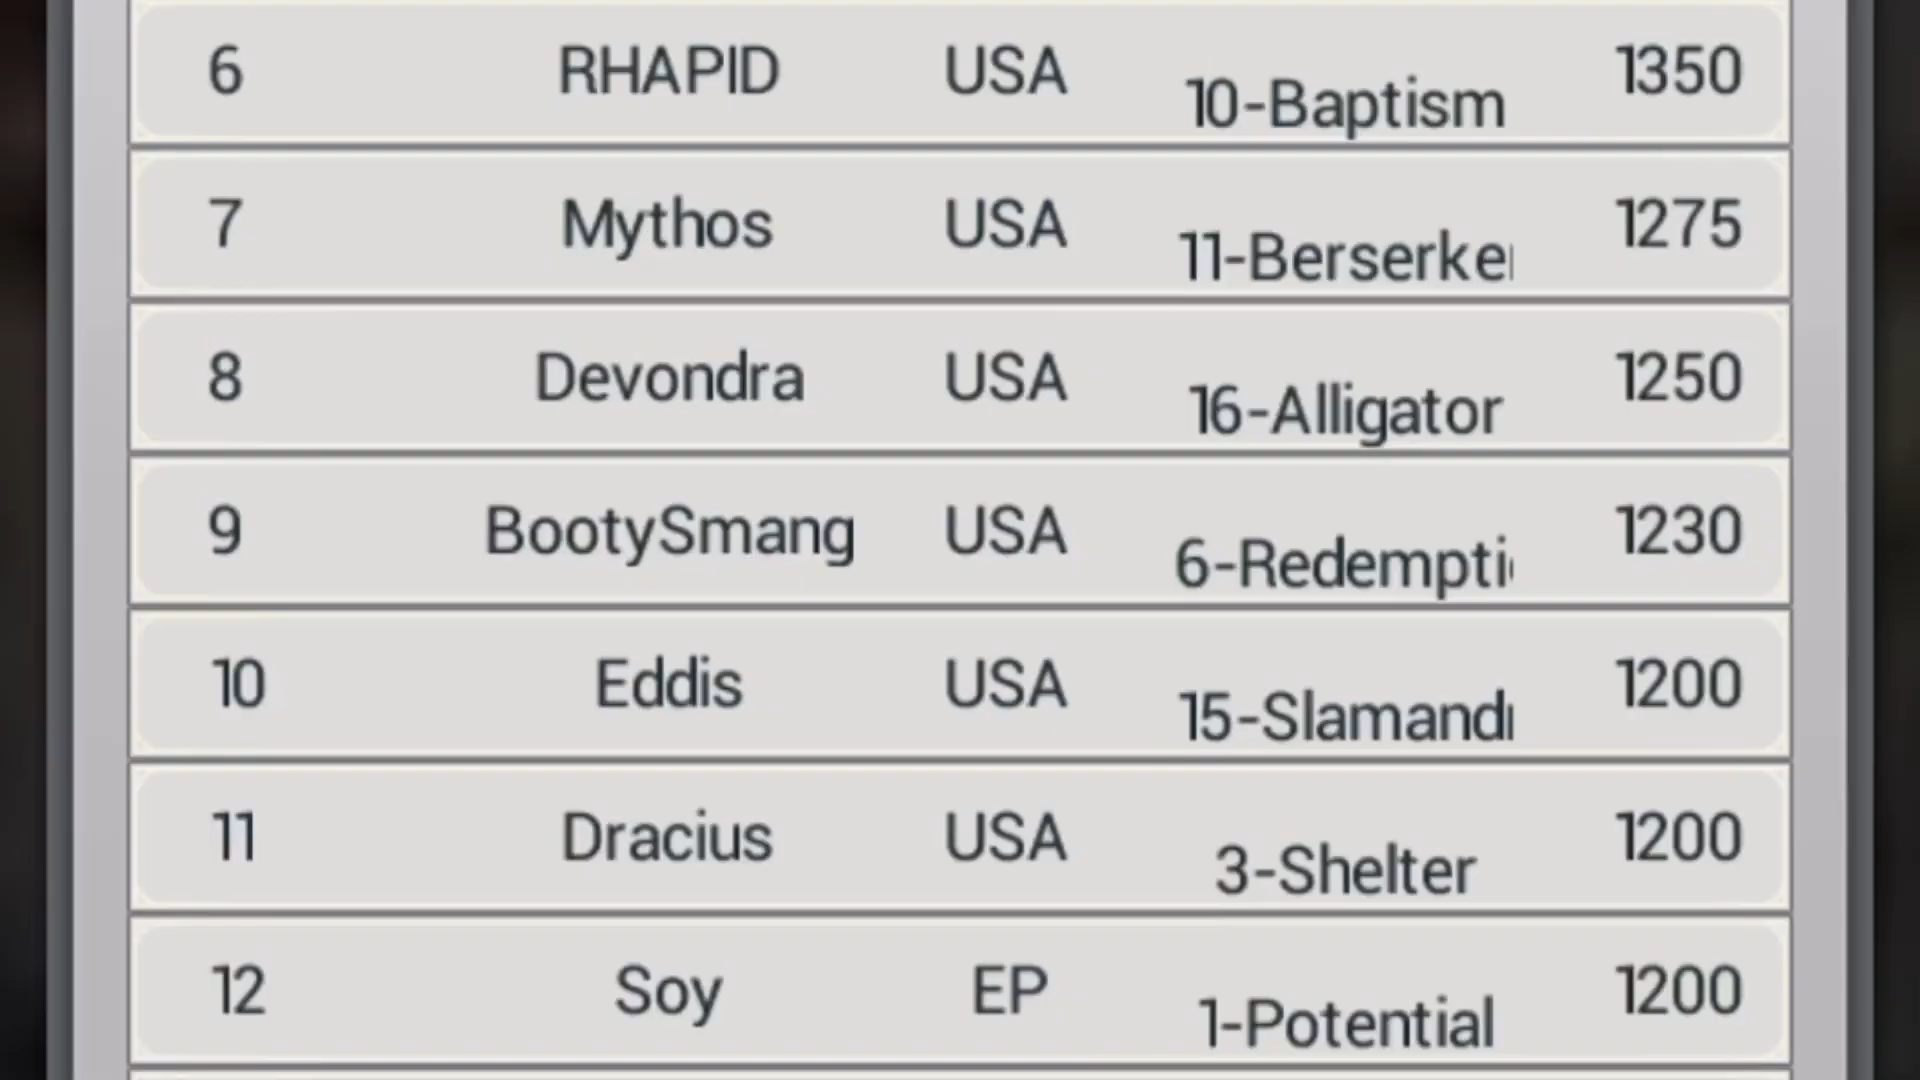 6 RHAPID USA 10-Baptism 1350
7 Mythos USA 11-Berserker 1275
8 Devondra USA 16-Alligator 1250
9 BootySmang USA 6-Redempti 1230
10 Eddis USA 15-Slamand 1200
11 Dracius USA 3-Shelter 1200
12 Soy EP 1-Potential 1200